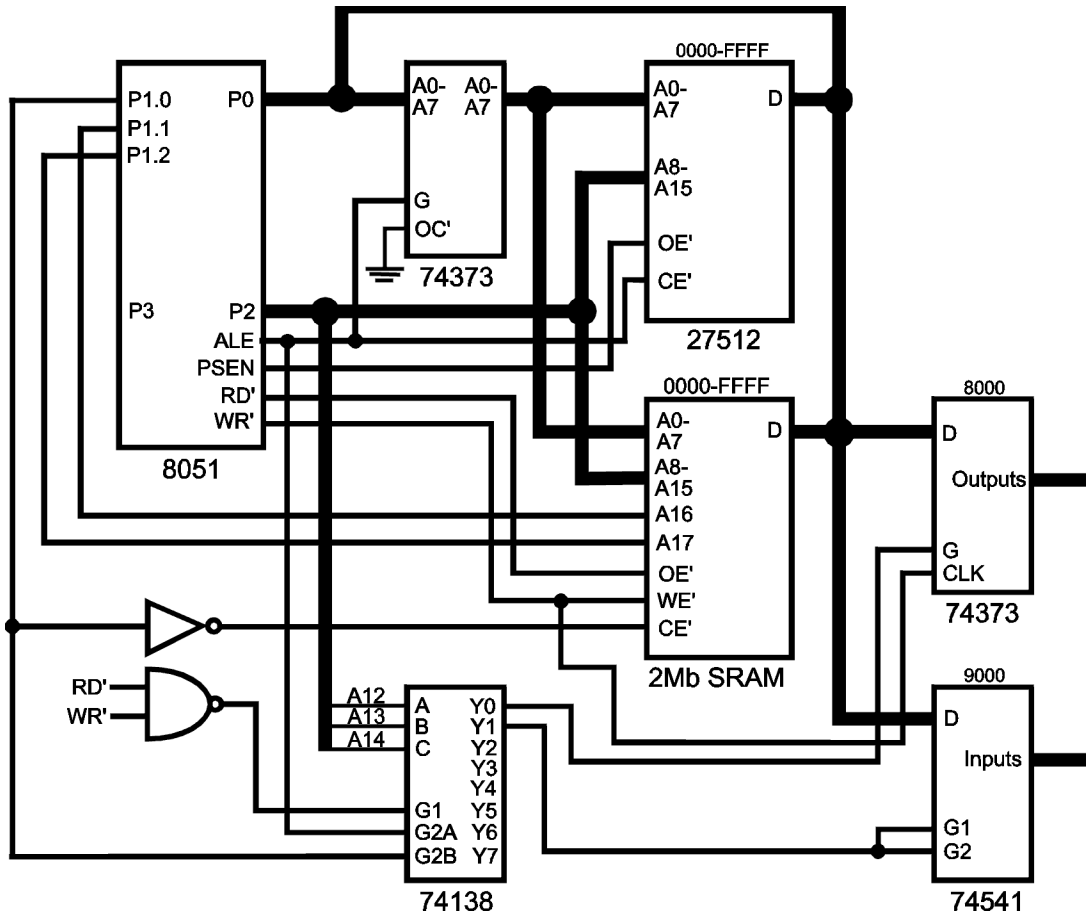 P1.0
P1.1
P1.2
P3
P0
P2
ALE
PSEN
RD'
WR'
8051
A0-
A7
A0-
A7
G
OC'
74373
0000-FFFF
A0-
A7
D
A8-
A15
OE'
CE'
27512
0000-FFFF
A0-
A7
D
A8-
A15
A16
A17
OE'
WE'
CE'
2Mb SRAM
8000
D
Outputs
G
CLK
74373
RD'
WR'
A12
A13
A14
A
B
C
G1
G2A
G2B
Y0
Y1
Y2
Y3
Y4
Y5
Y6
Y7
74138
9000
D
Inputs
G1
G2
74541